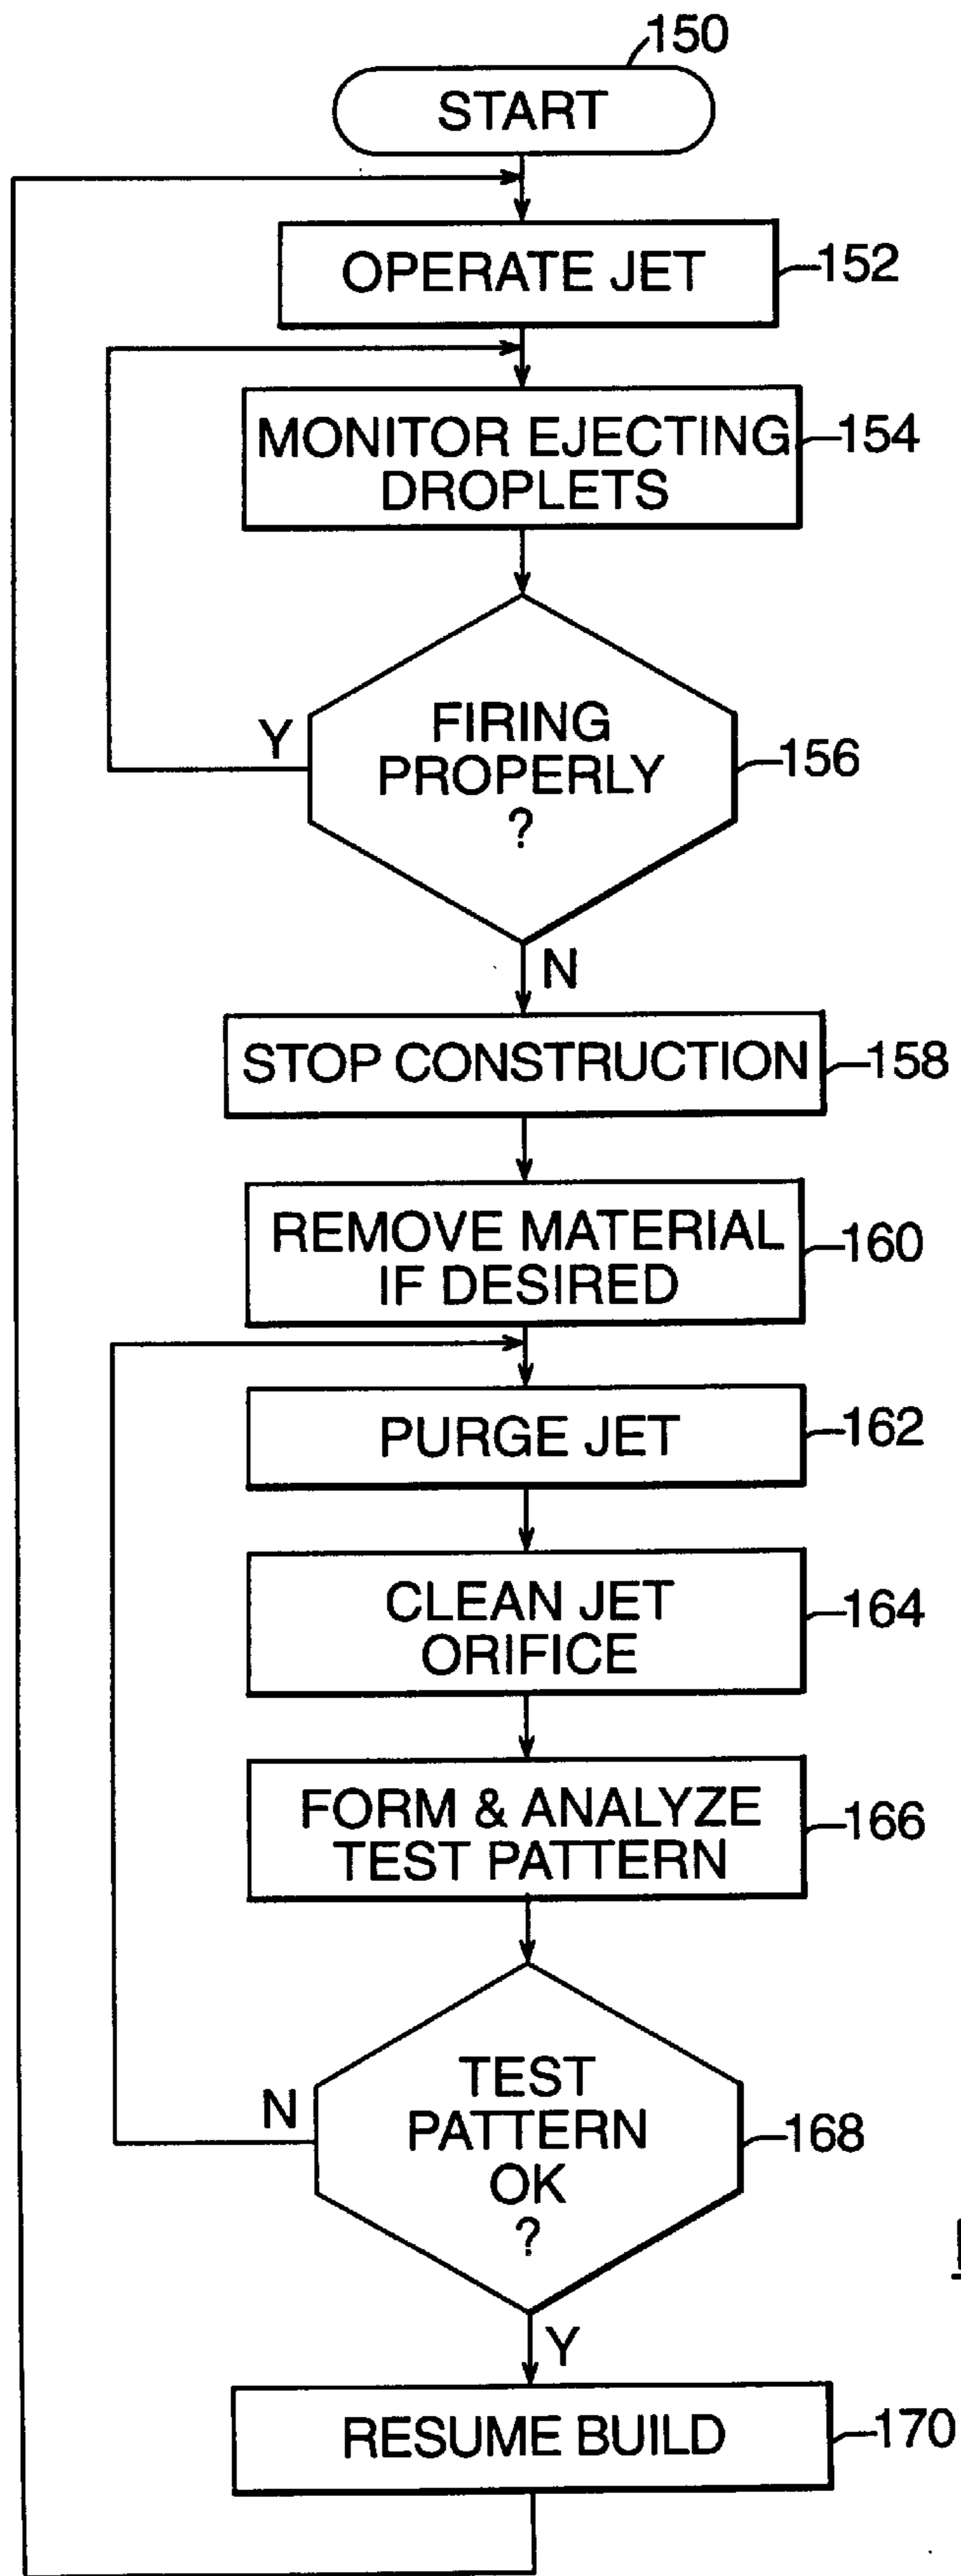 150
START
OPERATE JET
152
MONITOR EJECTING
DROPLETS
154
FIRING
PROPERLY
?
Y
156
N
STOP CONSTRUCTION
158
REMOVE MATERIAL
IF DESIRED
160
PURGE JET
162
CLEAN JET
ORIFICE
164
FORM & ANALYZE
TEST PATTERN
166
TEST
PATTERN
OK
?
N
168
Y
RESUME BUILD
170